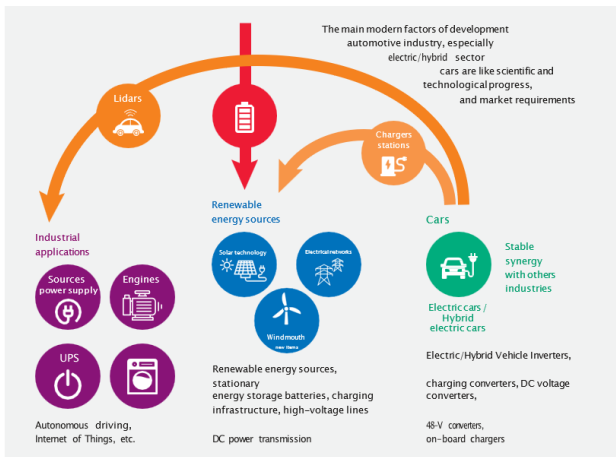 The main modern factors of development
automotive industry, especially
electric/hybrid sector
cars are like scientific and
technological progress,
and market requirements
Lidars
Chargers
stations
Renewable
energy sources
Cars
Industrial
applications
Solar technology
Electrical networks
Stable
synergy
with others
industries
Sources
power supply
Engines
Windmouth
new items
Electric cars /
Hybrid
electric cars
UPS
Renewable energy sources,
stationary
energy storage batteries, charging
infrastructure, high-voltage lines
DC power transmission
Electric/Hybrid Vehicle Inverters,
charging converters, DC voltage
converters,
48-V converters,
on-board chargers
Autonomous driving,
Internet of Things, etc.